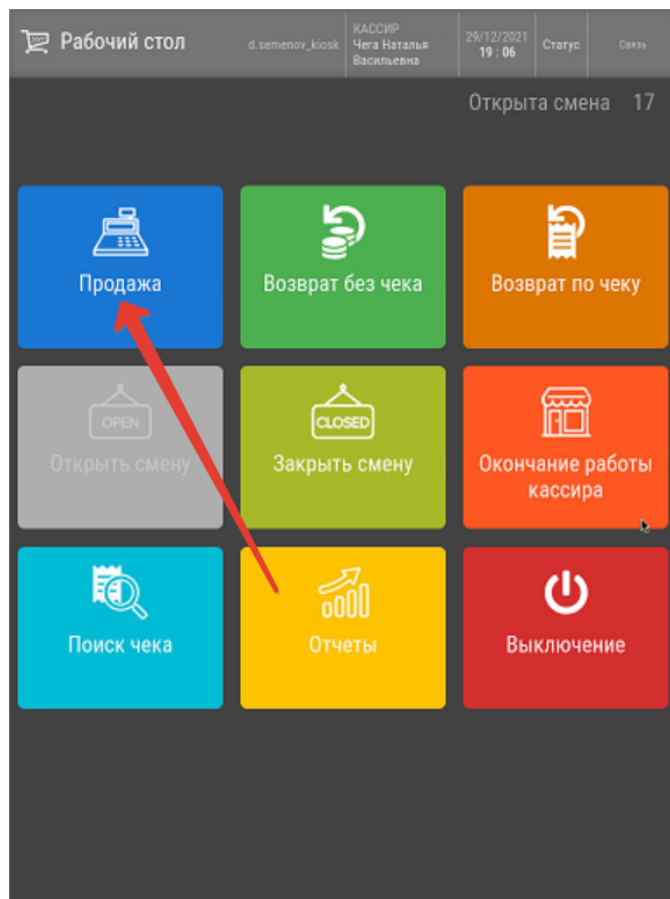 Рабочий стол
d.semenov_kiosk
КАССИР
Чега Наталья
Васильевна
29/12/2021
19 : 06
Статус
Связь
Открыта смена 17
Продажа
Возврат без чека
Возврат по чеку
OPEN
Открыть смену
CLOSED
Закрыть смену
Окончание работы
кассира
Поиск чека
Отчеты
Выключение